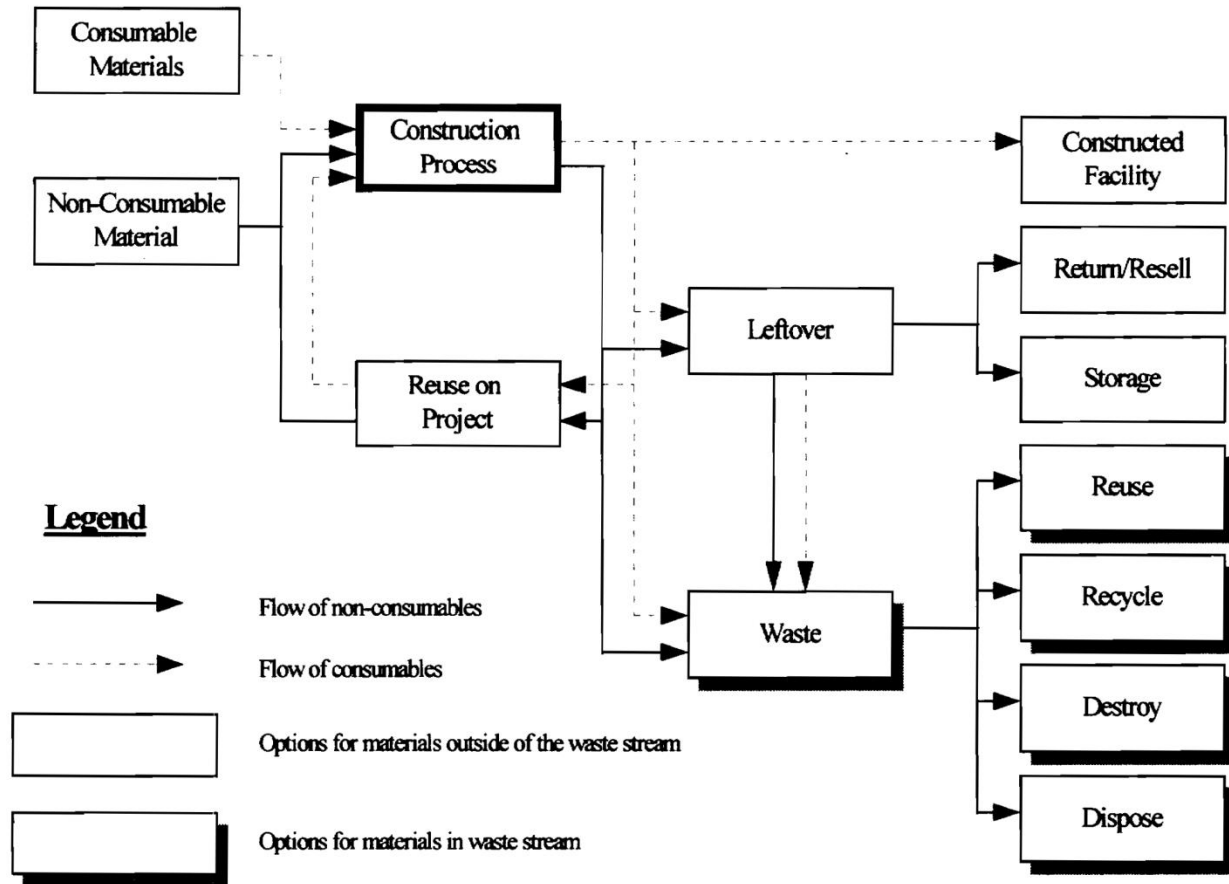 Consumable
Materials
Construction
Process
Constructed
Facility
Non-Consumable
Material
Return/Resell
Leftover
Storage
Reuse on
Project
Reuse
Legend
Recycle
Flow of non-consumables
Waste
Flow of consumables
Destroy
Options for materials outside of the waste stream
Dispose
Options for materials in waste stream